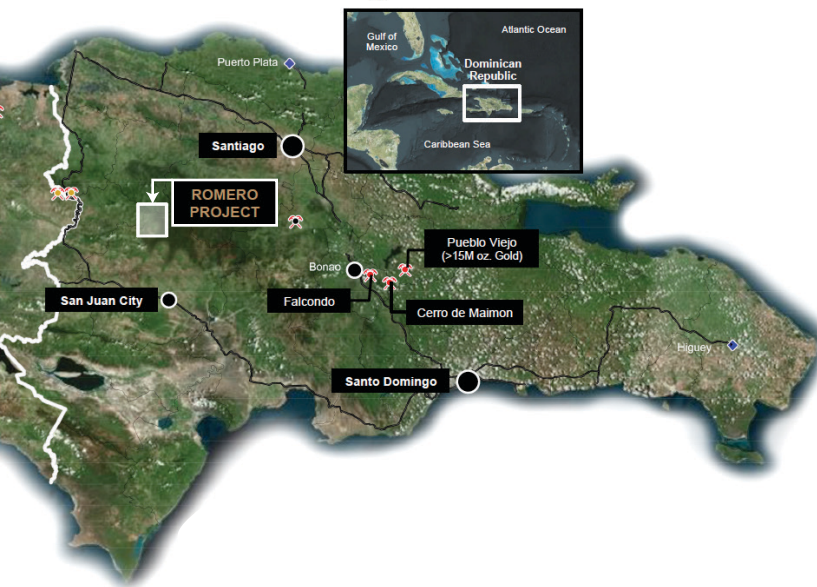 Gulf of
Mexico
Atlantic Ocean
Dominican
Republic
Caribbean Sea
Puerto Plata
Santiago
ROMERO
PROJECT
Pueblo Viejo
(>15M oz. Gold)
Bonao
San Juan City
Falcondo
Cerro de Maimon
Higuey
Santo Domingo